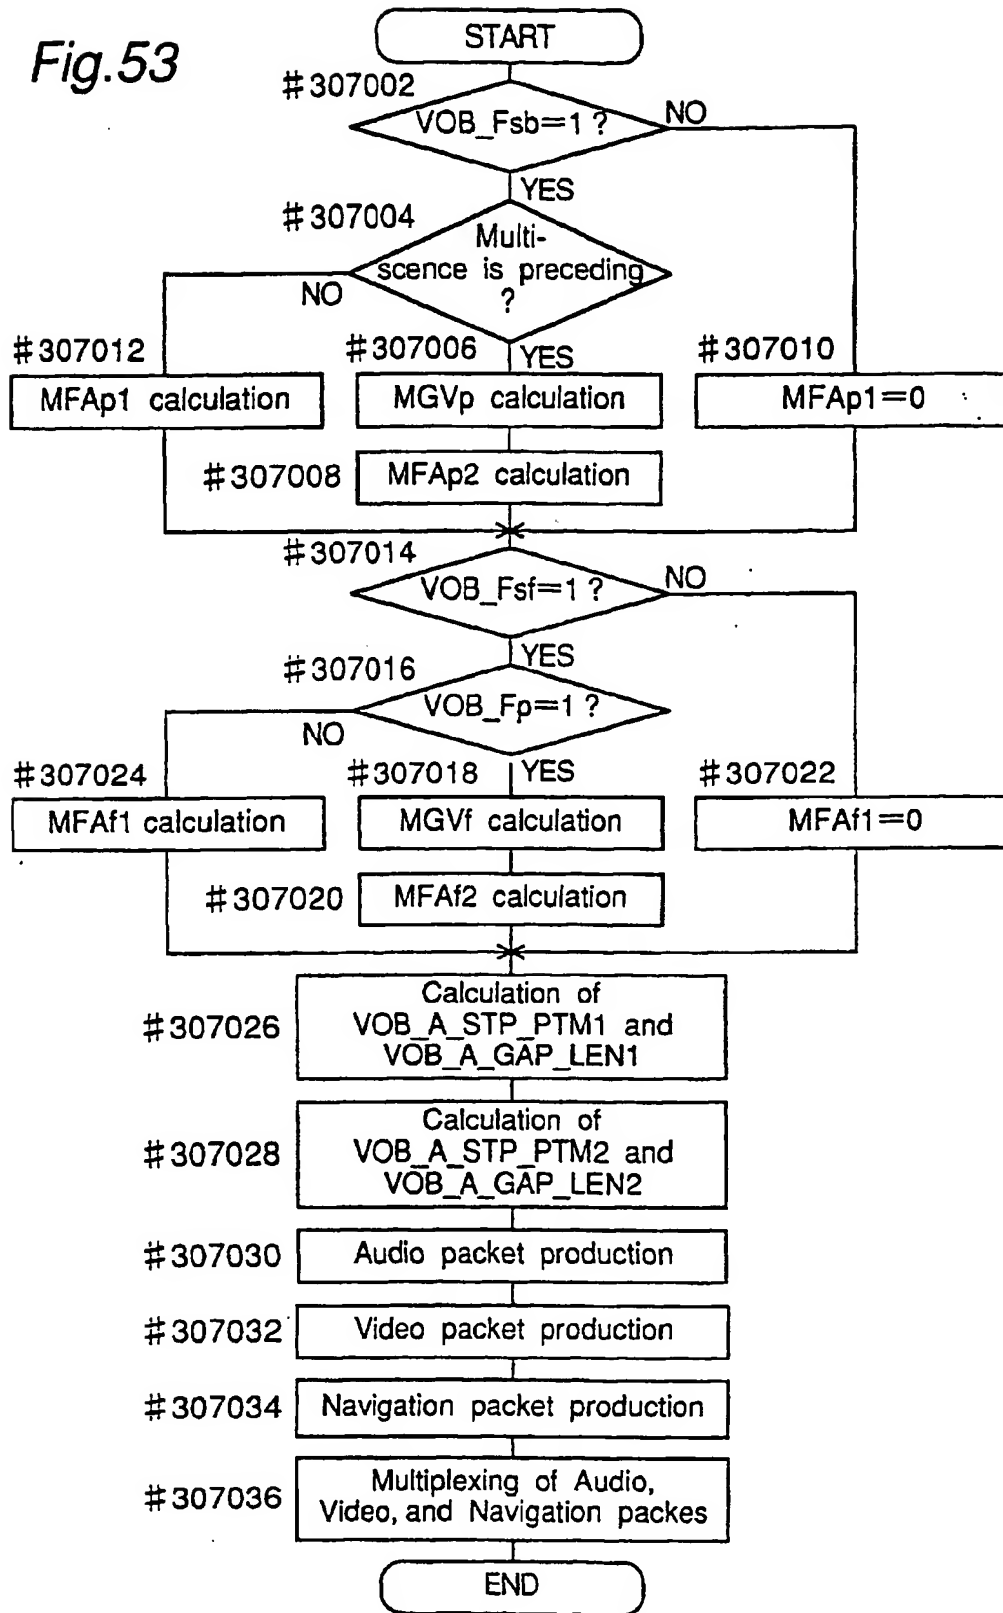 Fig.53
START
#307002
VOB_Fsb=1 ?
NO
YES
#307004
Multi-
scence is preceding
?
NO
YES
#307012
#307006
#307010
MFAp1 calculation
MGVp calculation
MFAp1=0
#307008
MFAp2 calculation
#307014
VOB_Fsf=1 ?
NO
YES
#307016
VOB_Fp=1 ?
NO
YES
#307024
#307018
#307022
MFAf1 calculation
MGVf calculation
MFAf1=0
#307020
MFAf2 calculation
#307026
Calculation of
VOB_A_STP_PTM1 and
VOB_A_GAP_LEN1
#307028
Calculation of
VOB_A_STP_PTM2 and
VOB_A_GAP_LEN2
#307030
Audio packet production
#307032
Video packet production
#307034
Navigation packet production
#307036
Multiplexing of Audio,
Video, and Navigation packes
END